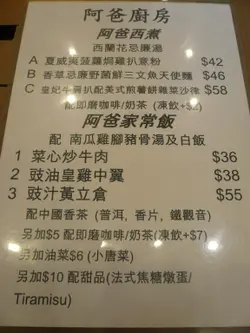 阿爸廚房
阿爸西煮
西蘭花忌廉湯
A 夏威夷菠蘿焗雞扒意粉 $42
B 香草忌廉野菌鮮三文魚天使麵 $46
C 皇妃牛肩扒配美式煎薯餅雜菜沙律 $58
配即磨咖啡/奶茶 (凍飲+$2)
阿爸家常飯
配 南瓜雞腳豬骨湯及白飯
1 菜心炒牛肉 $36
2 豉油皇雞中翼 $38
3 豉汁黃立倉 $55
配中國香茶 (普洱, 香片, 鐵觀音)
另加$5 配即磨咖啡/奶茶(凍飲+$7)
另加油菜$6 (小唐菜)
另加$10 配甜品(法式焦糖燉蛋/
Tiramisu)